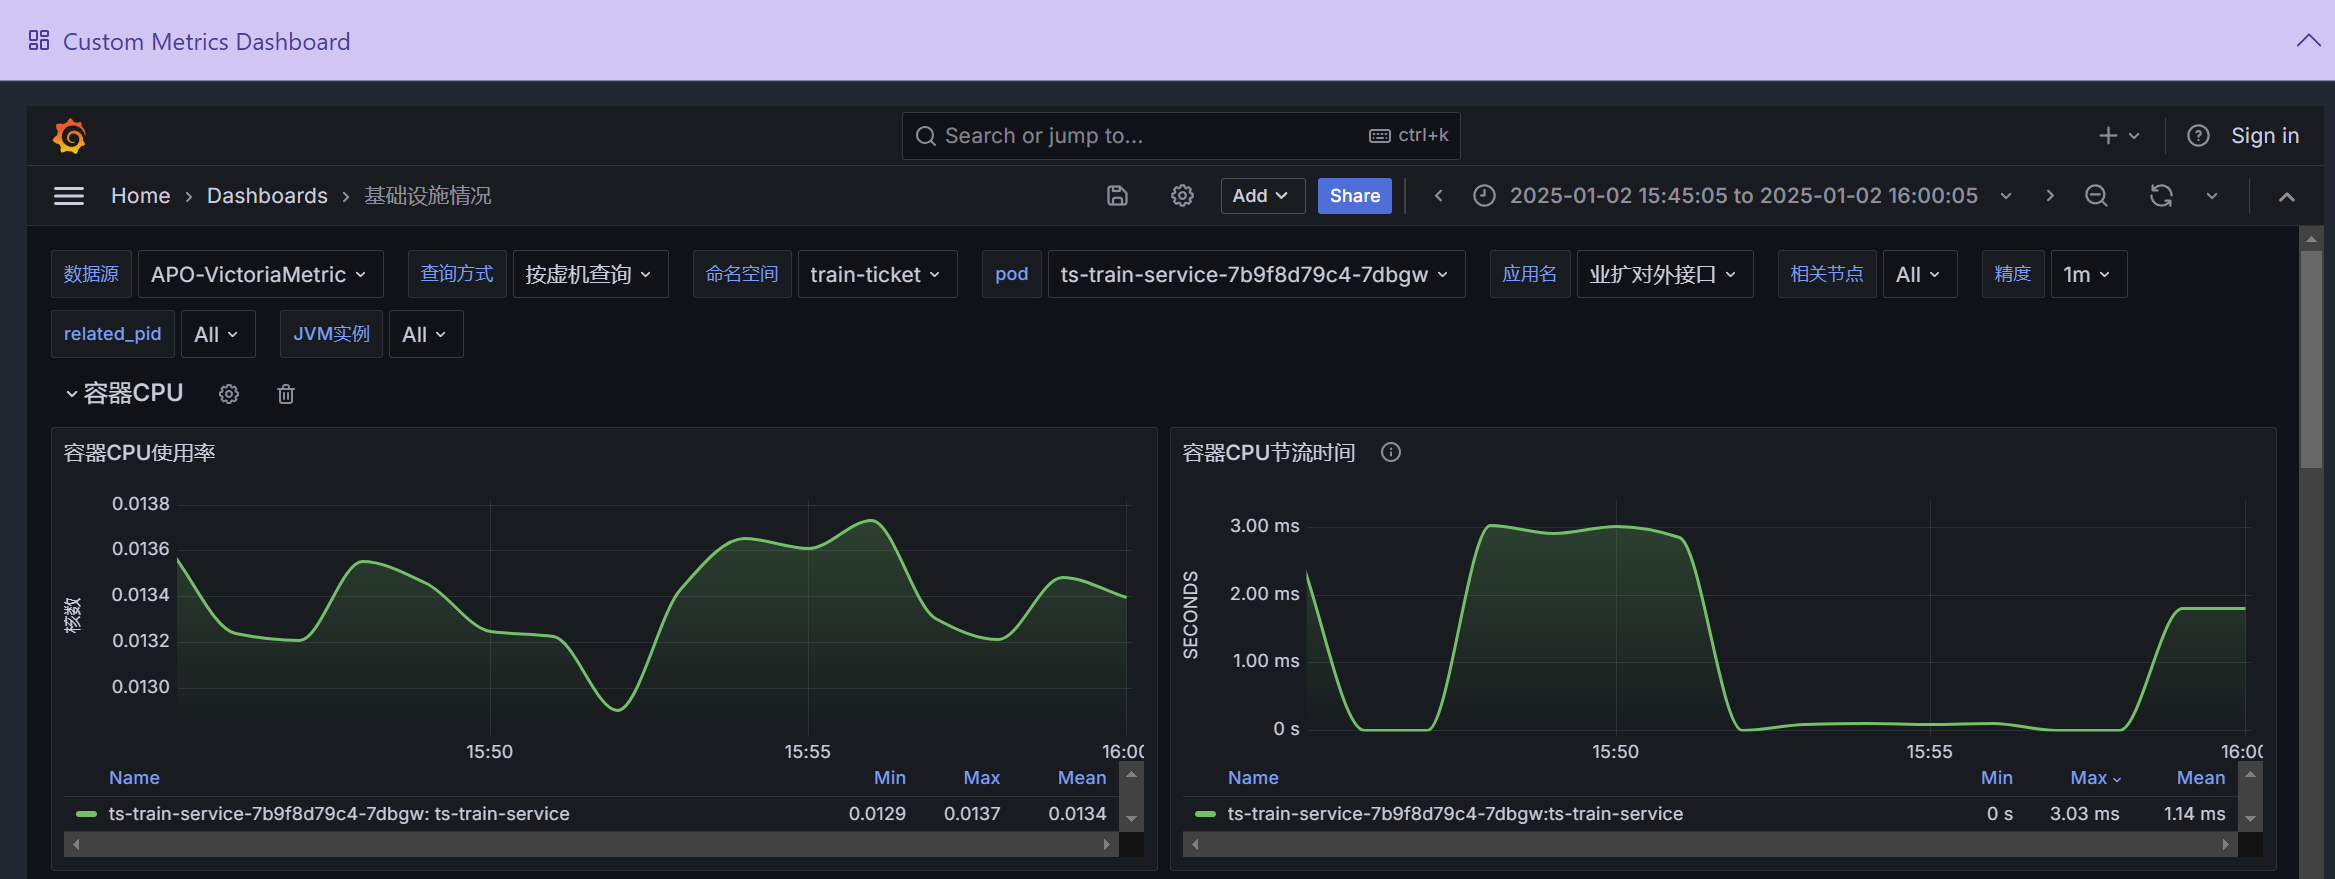 Custom Metrics Dashboard
Search or jump to... ctrl+k
Sign in
Home › Dashboards › 基础设施情况
Add
Share
2025-01-02 15:45:05 to 2025-01-02 16:00:05
数据源 APO-VictoriaMetric 查询方式 按虚机查询 命名空间 train-ticket pod ts-train-service-7b9f8d79c4-7dbgw 应用名 业扩对外接口 相关节点 All 精度 1m
related_pid All JVM实例 All
容器CPU
容器CPU使用率
核数
0.0138
0.0136
0.0134
0.0132
0.0130
15:50 15:55 16:00
Name Min Max Mean
ts-train-service-7b9f8d79c4-7dbgw: ts-train-service 0.0129 0.0137 0.0134
容器CPU节流时间
SECONDS
3.00 ms
2.00 ms
1.00 ms
0 s
15:50 15:55 16:00
Name Min Max Mean
ts-train-service-7b9f8d79c4-7dbgw:ts-train-service 0 s 3.03 ms 1.14 ms